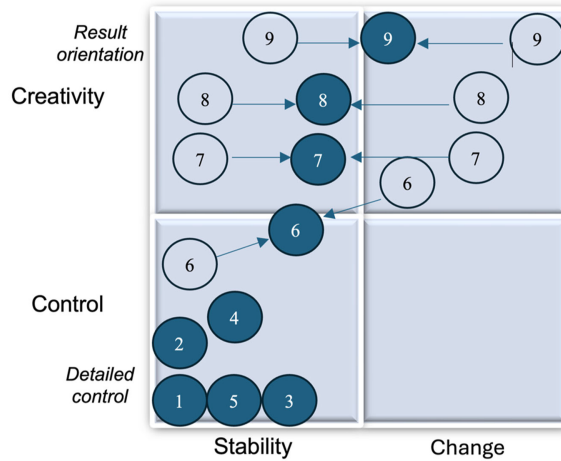 Result
orientation
9 9 9
Creativity
8 8 8
7 7 7
6
6
6
Control
4
2
Detailed
control
1 5 3
Stability Change